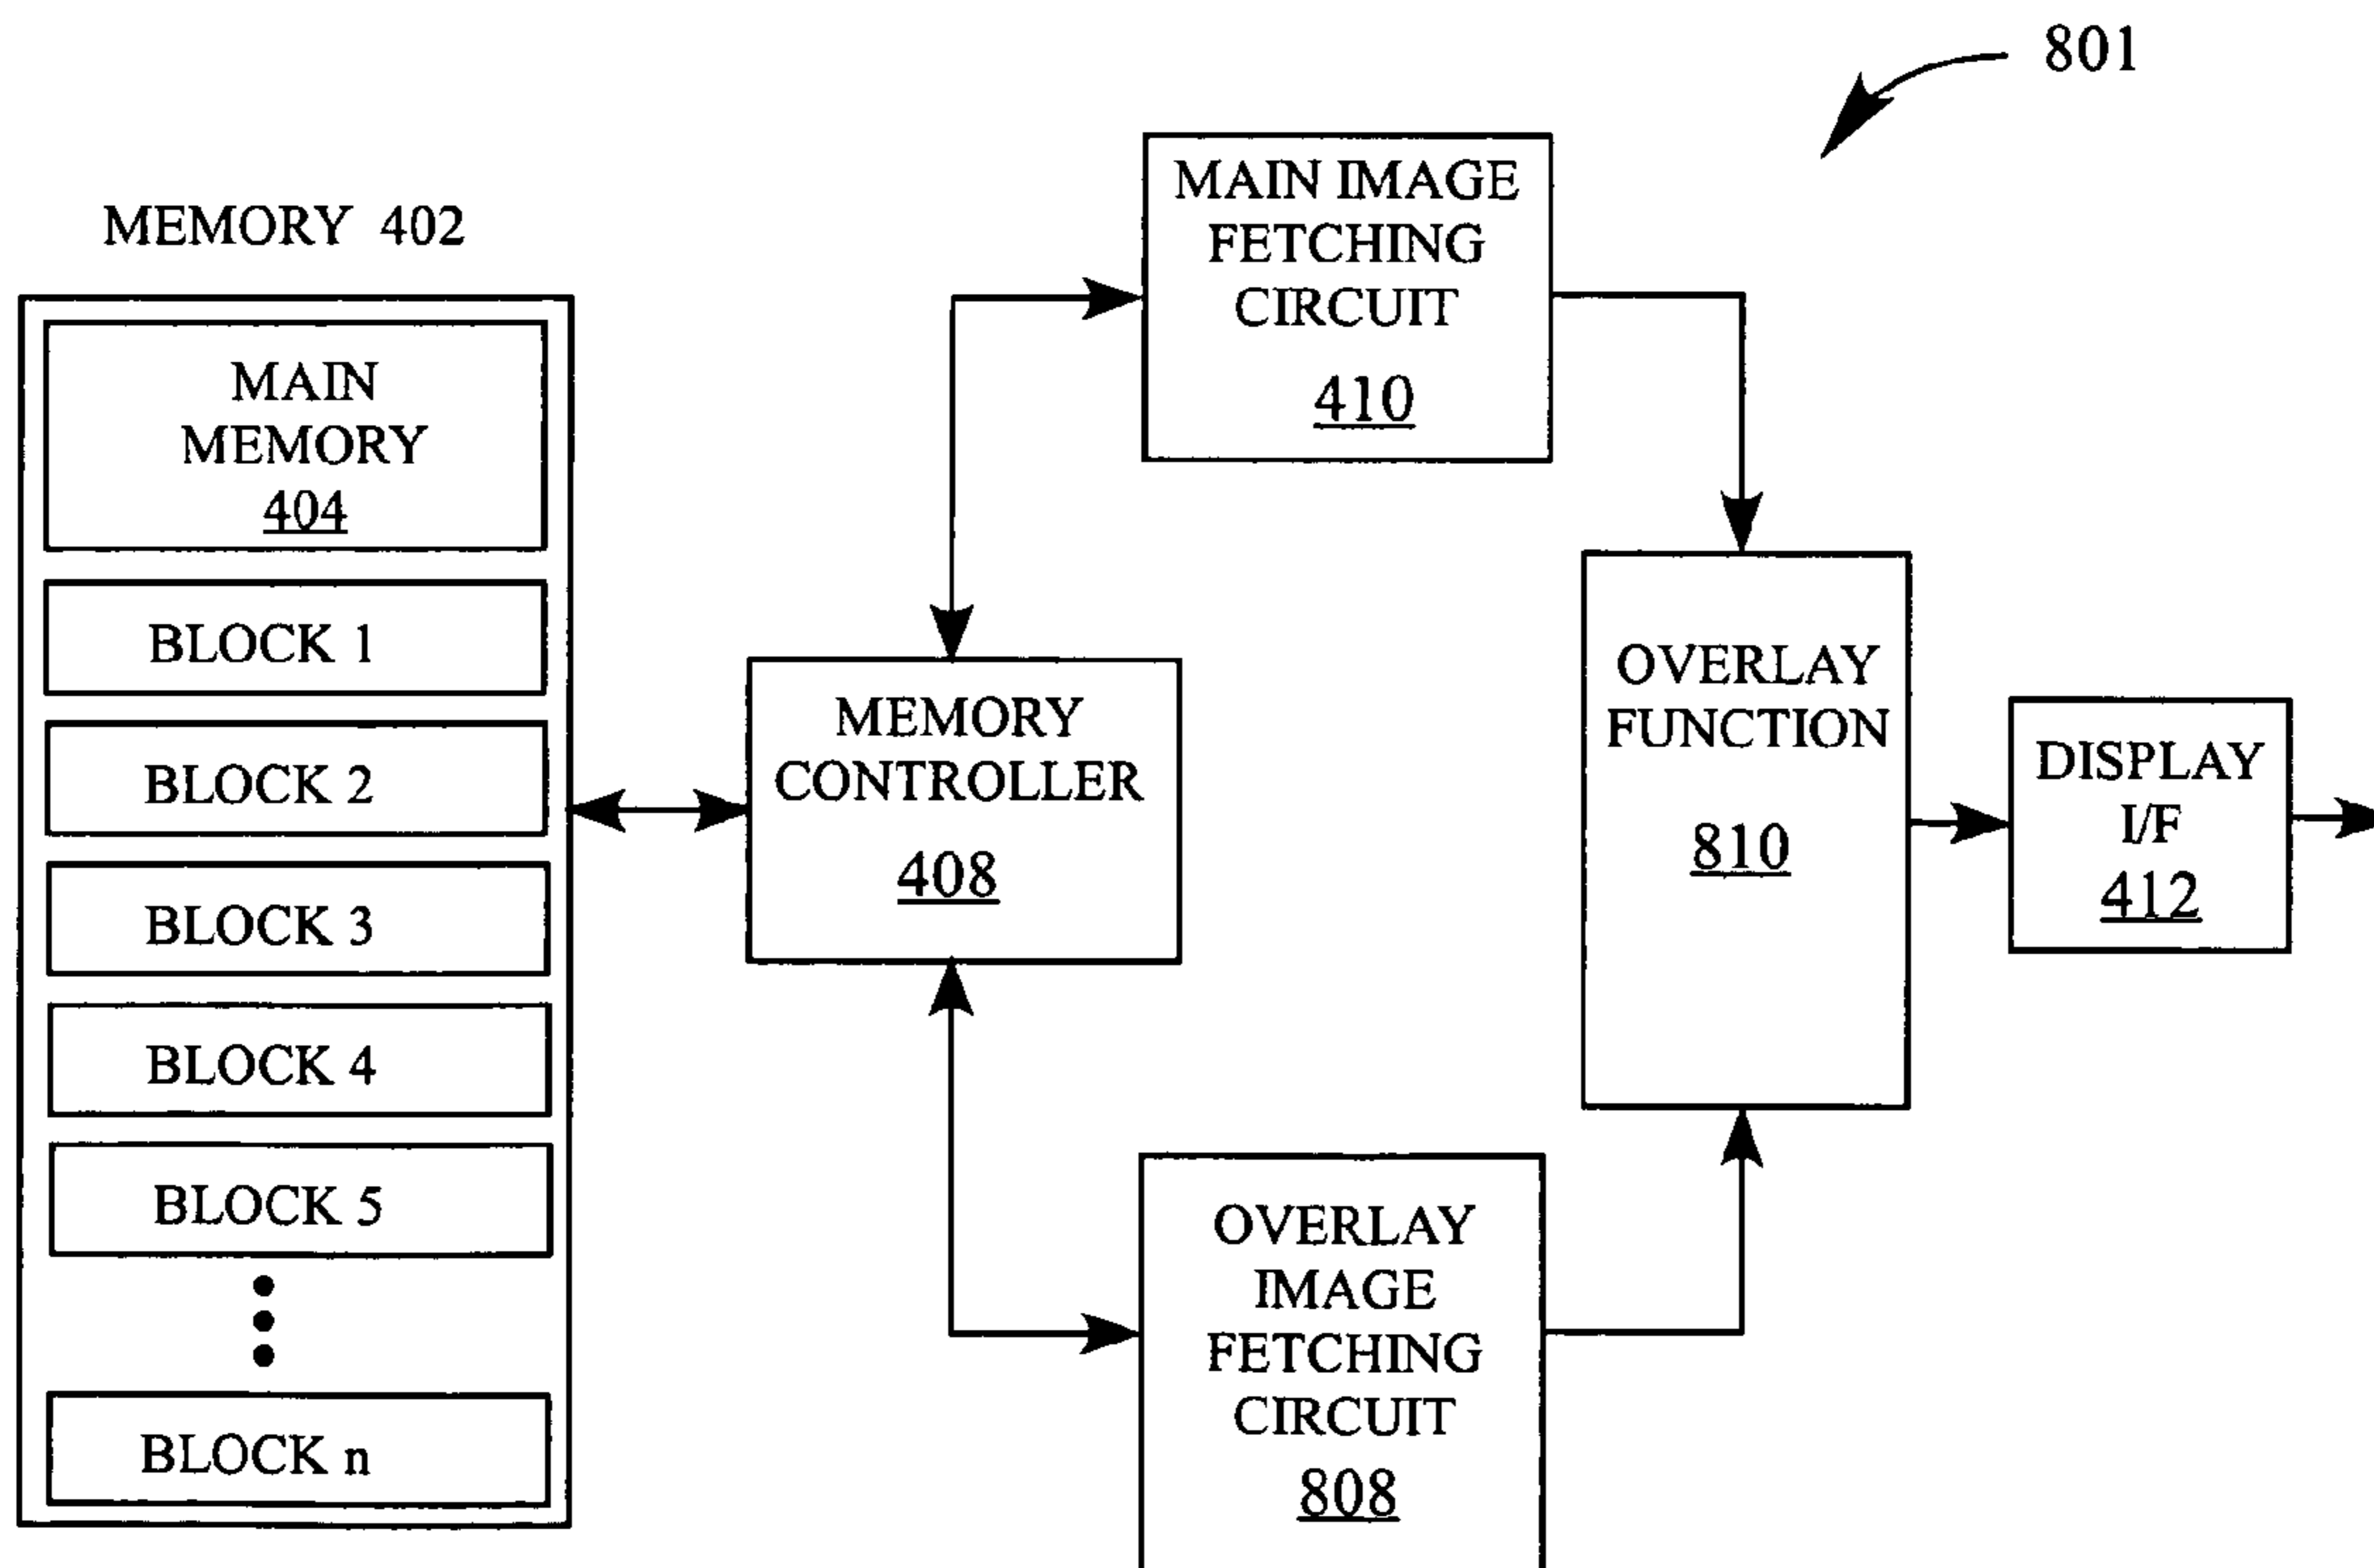 801
MEMORY 402
MAIN
MEMORY
404
BLOCK 1
BLOCK 2
BLOCK 3
BLOCK 4
BLOCK 5
BLOCK n
MEMORY
CONTROLLER
408
MAIN IMAGE
FETCHING
CIRCUIT
410
OVERLAY
IMAGE
FETCHING
CIRCUIT
808
OVERLAY
FUNCTION
810
DISPLAY
I/F
412